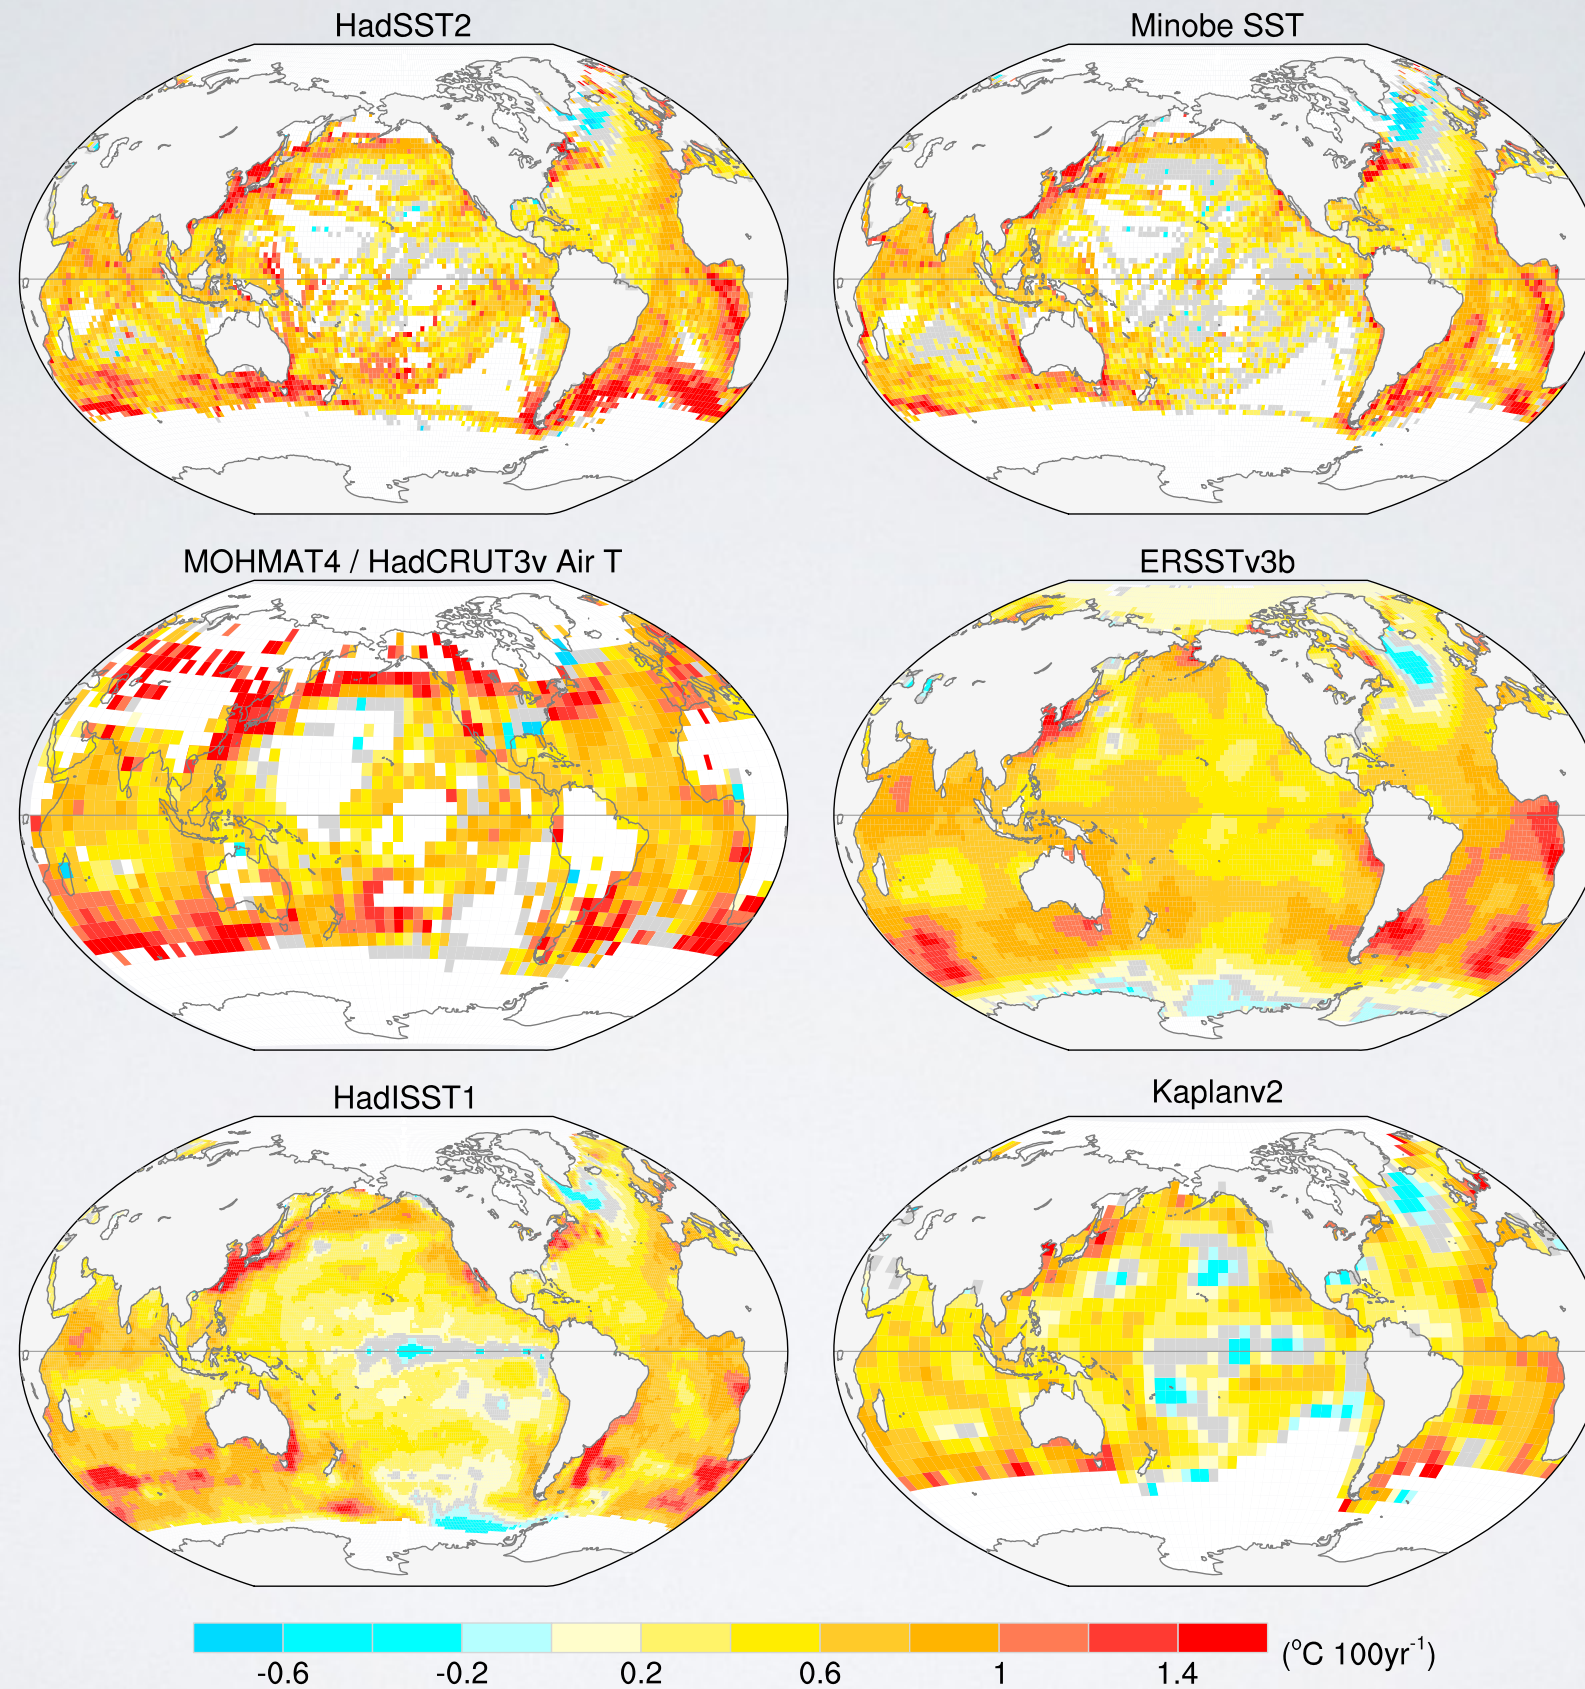 HadSST2
Minobe SST
MOHMAT4 / HadCRUT3v Air T
ERSSTv3b
HadISST1
Kaplanv2
-0.6 -0.2 0.2 0.6 1 1.4 (°C 100yr⁻¹)